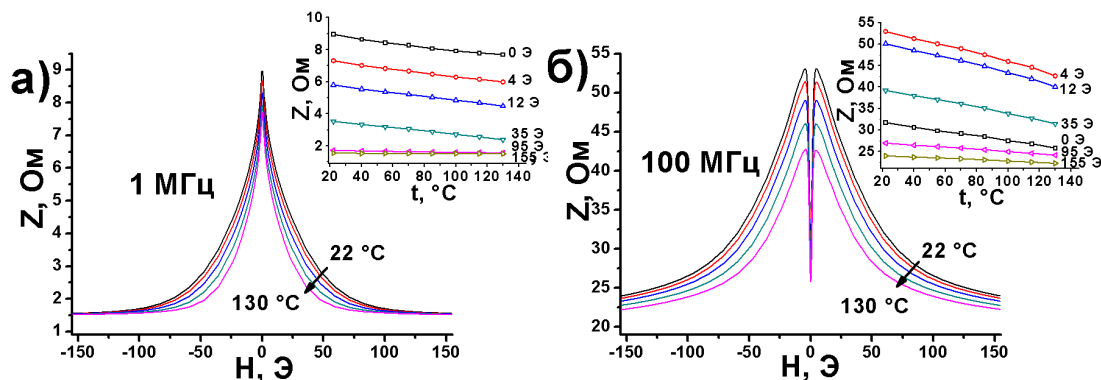 а)
Z, Ом
9
8
7
6
5
4
3
2
1
-150 -100 -50 0 50 100 150
H, Э
1 МГц
22 °C
130 °C
Z, Ом
10
8
6
4
2
20 40 60 80 100 120 140
t, °C
0 Э
4 Э
12 Э
35 Э
95 Э
155 Э
б)
Z, Ом
55
50
45
40
35
30
25
20
-150 -100 -50 0 50 100 150
H, Э
100 МГц
22 °C
130 °C
Z, Ом
55
50
45
40
35
30
25
20 40 60 80 100 120 140
t, °C
4 Э
12 Э
35 Э
0 Э
95 Э
155 Э